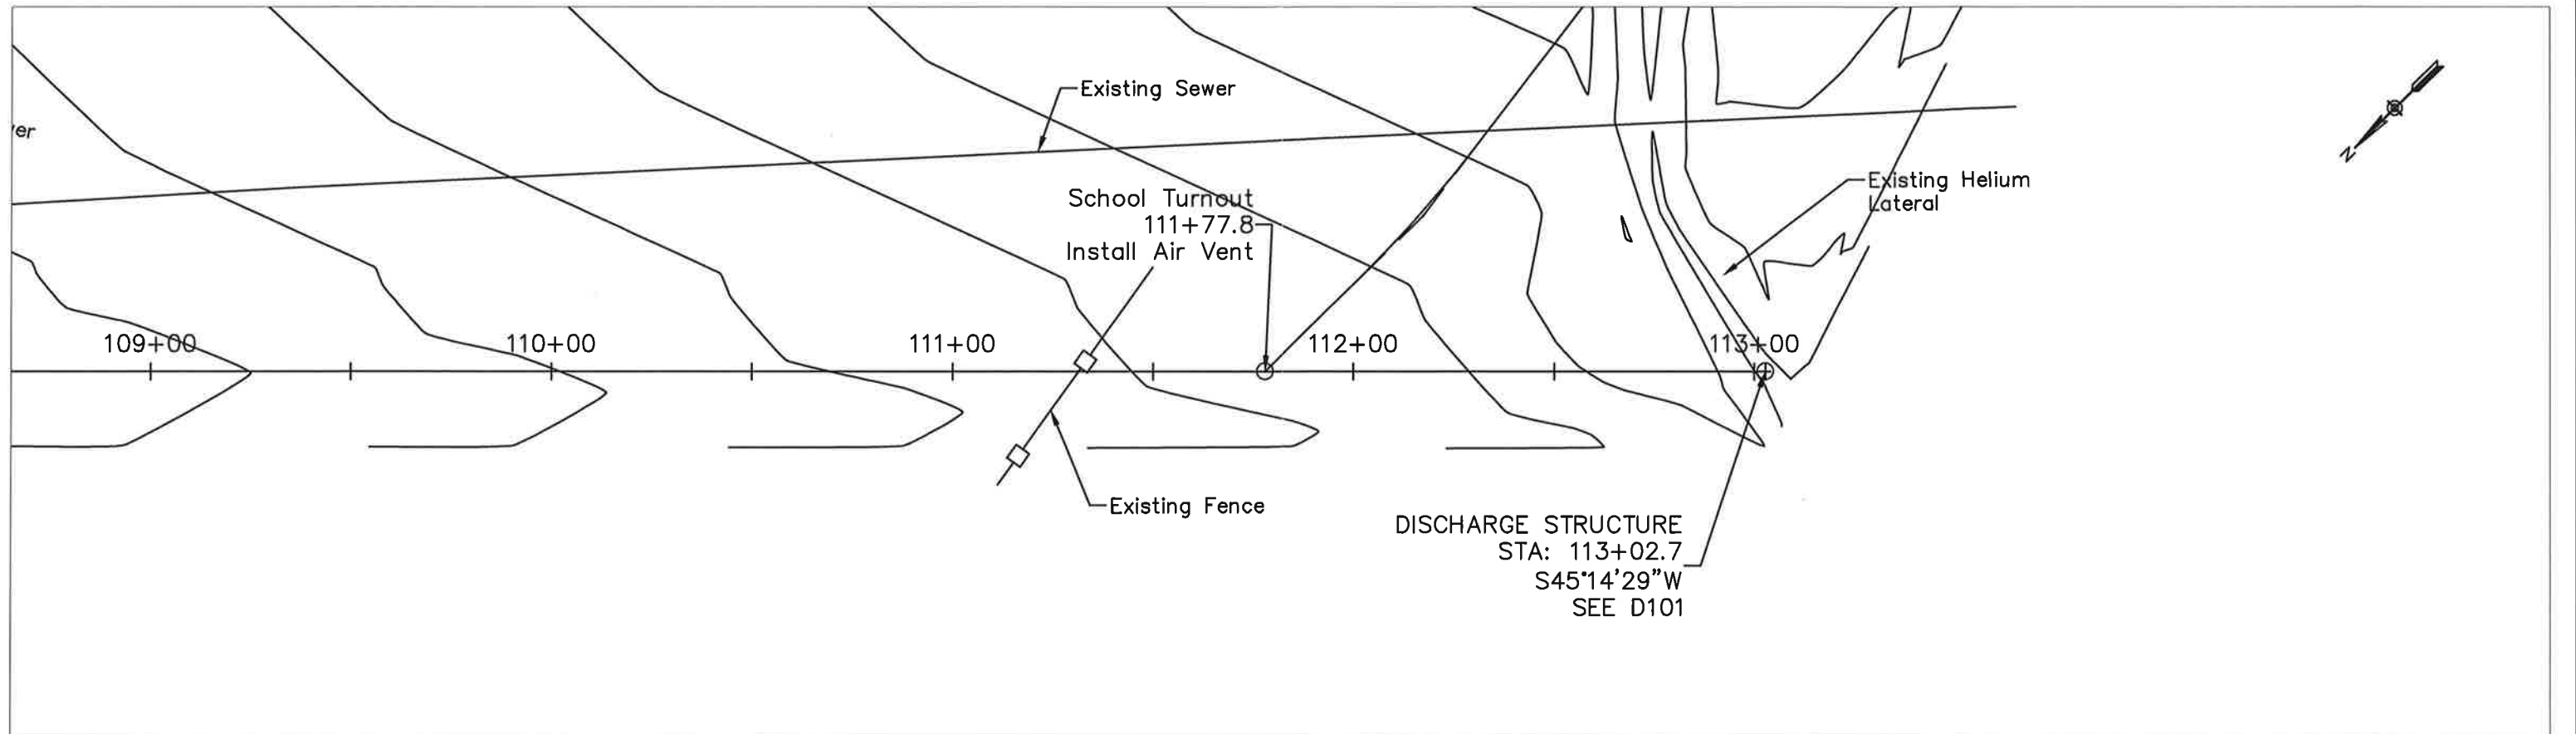 Existing Sewer
er
N
School Turnout
111+77.8
Install Air Vent
Existing Helium
Lateral
109+00
110+00
111+00
112+00
113+00
Existing Fence
DISCHARGE STRUCTURE
STA: 113+02.7
S45°14'29"W
SEE D101